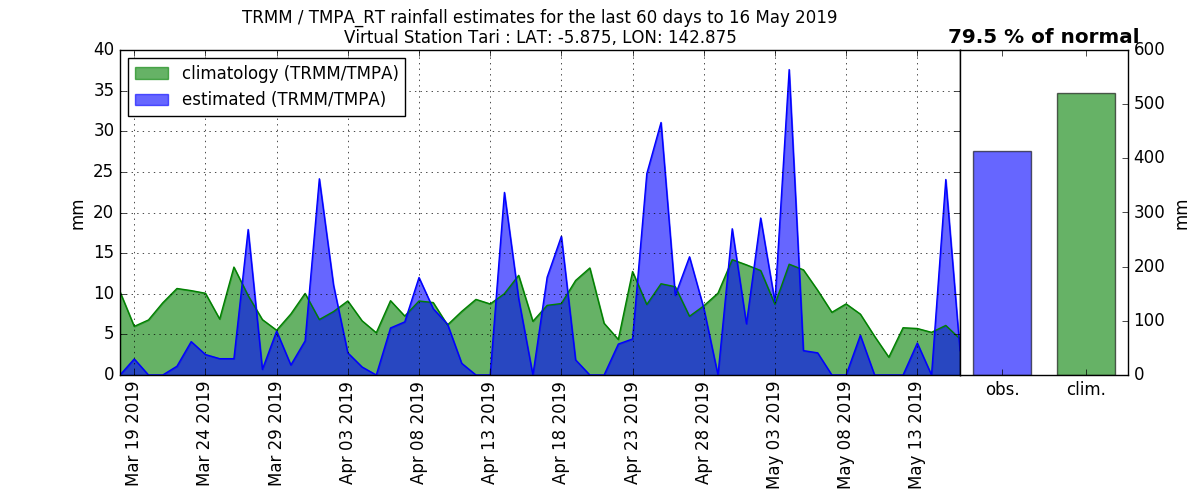 TRMM / TMPA_RT rainfall estimates for the last 60 days to 16 May 2019
Virtual Station Tari : LAT: -5.875, LON: 142.875
79.5 % of normal
climatology (TRMM/TMPA)
estimated (TRMM/TMPA)
40
35
30
25
20
15
10
5
0
mm
600
500
400
300
200
100
0
mm
Mar 19 2019
Mar 24 2019
Mar 29 2019
Apr 03 2019
Apr 08 2019
Apr 13 2019
Apr 18 2019
Apr 23 2019
Apr 28 2019
May 03 2019
May 08 2019
May 13 2019
obs.
clim.